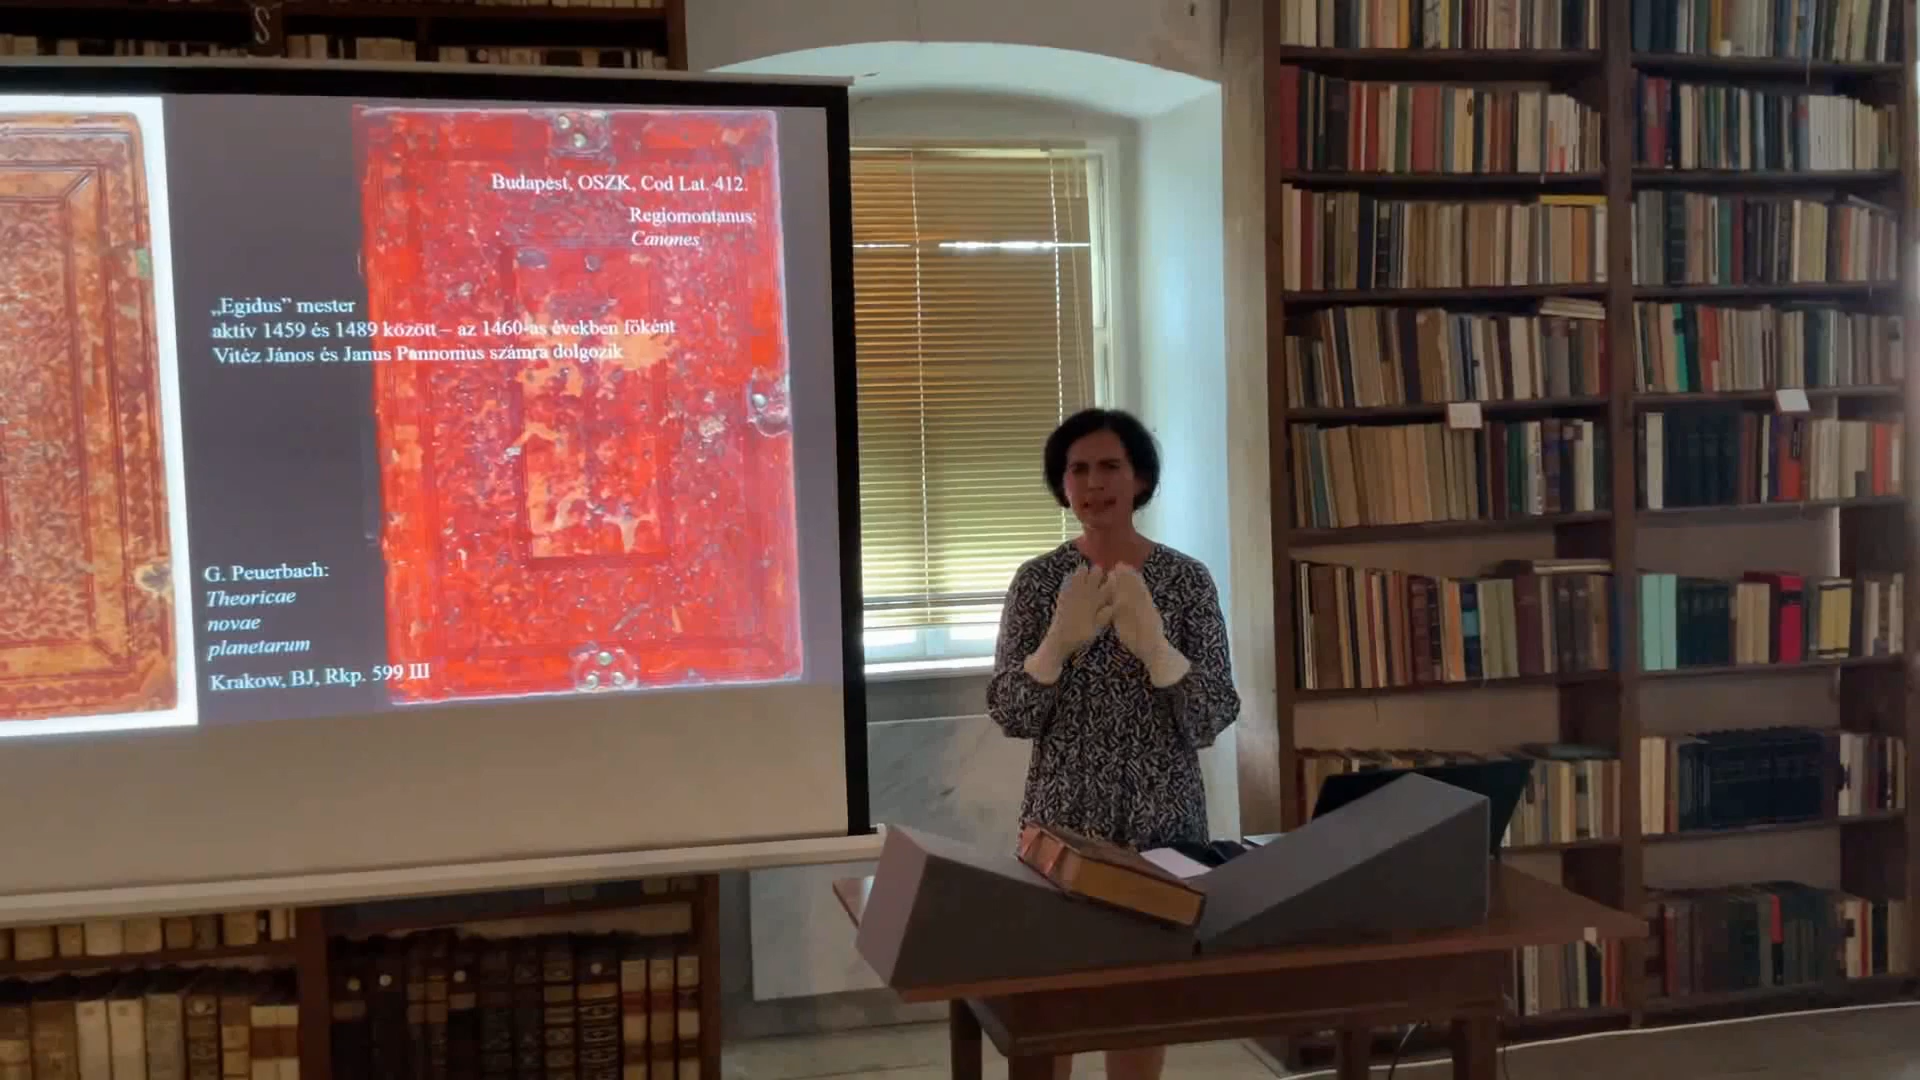 S
Budapest, OSZK, Cod Lat. 412.
Regiomontanus:
Canones
„Egidus” mester
aktív 1459 és 1489 között – az 1460-as években főként
Vitéz János és Janus Pannonius számra dolgozik
G. Peuerbach:
Theoricae
novae
planetarum
Krakow, BJ, Rkp. 599 III